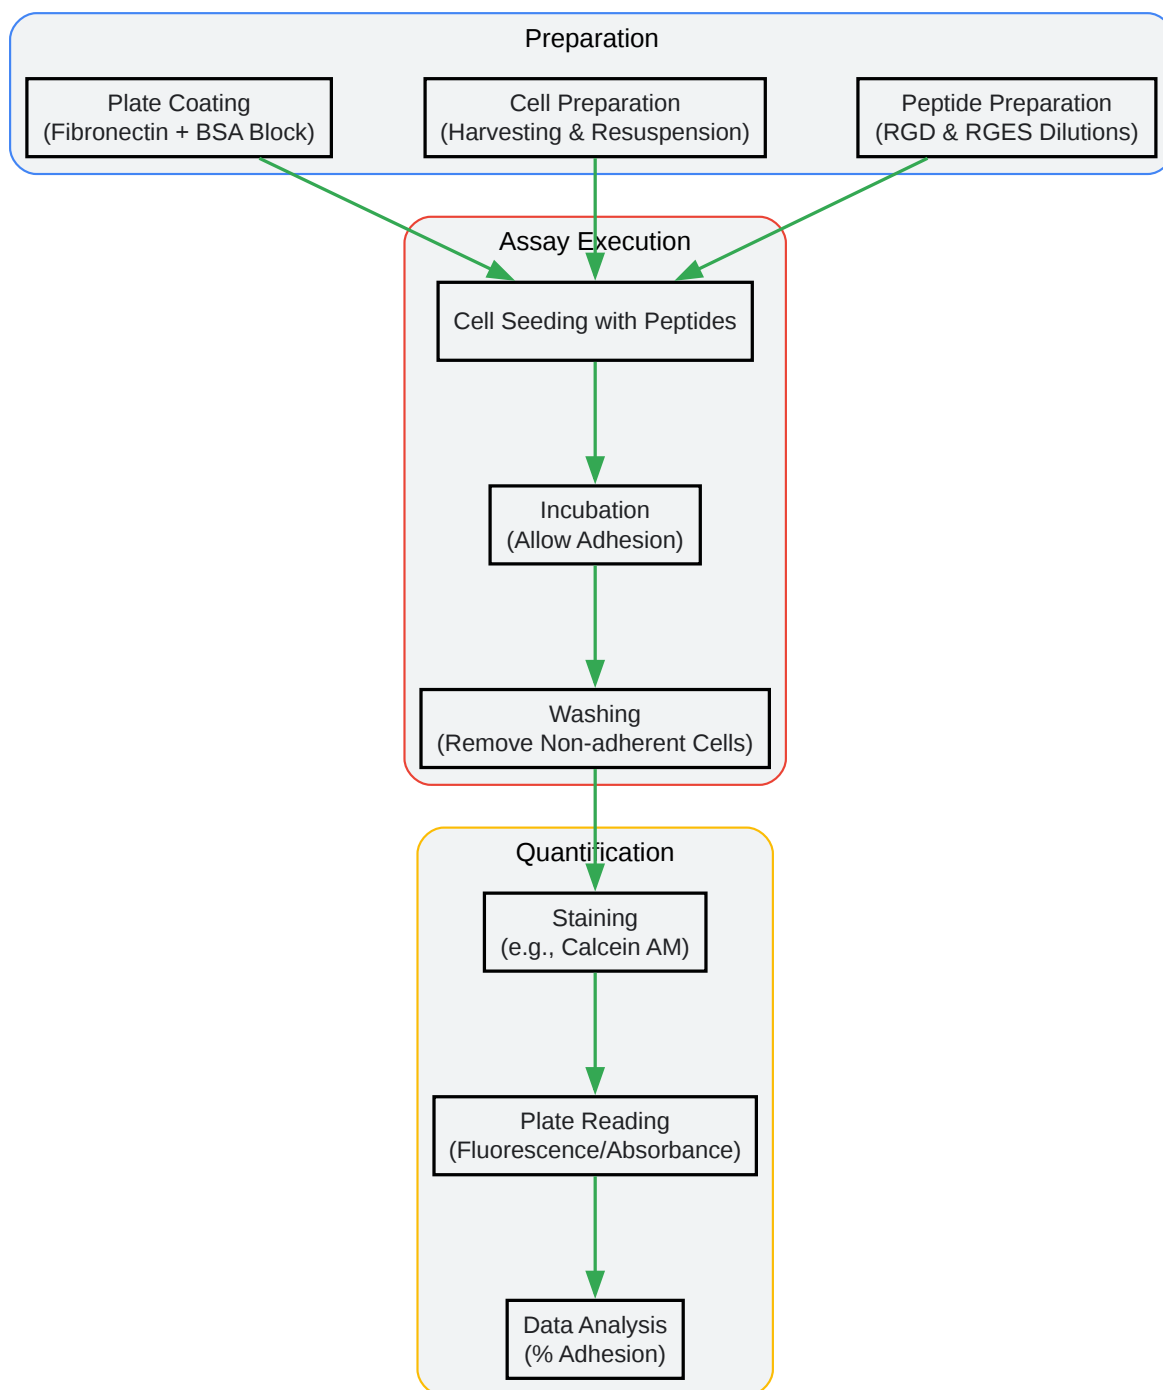 Preparation
Plate Coating
(Fibronectin + BSA Block)
Cell Preparation
(Harvesting & Resuspension)
Peptide Preparation
(RGD & RGES Dilutions)
Assay Execution
Cell Seeding with Peptides
Incubation
(Allow Adhesion)
Washing
(Remove Non-adherent Cells)
Quantification
Staining
(e.g., Calcein AM)
Plate Reading
(Fluorescence/Absorbance)
Data Analysis
(% Adhesion)